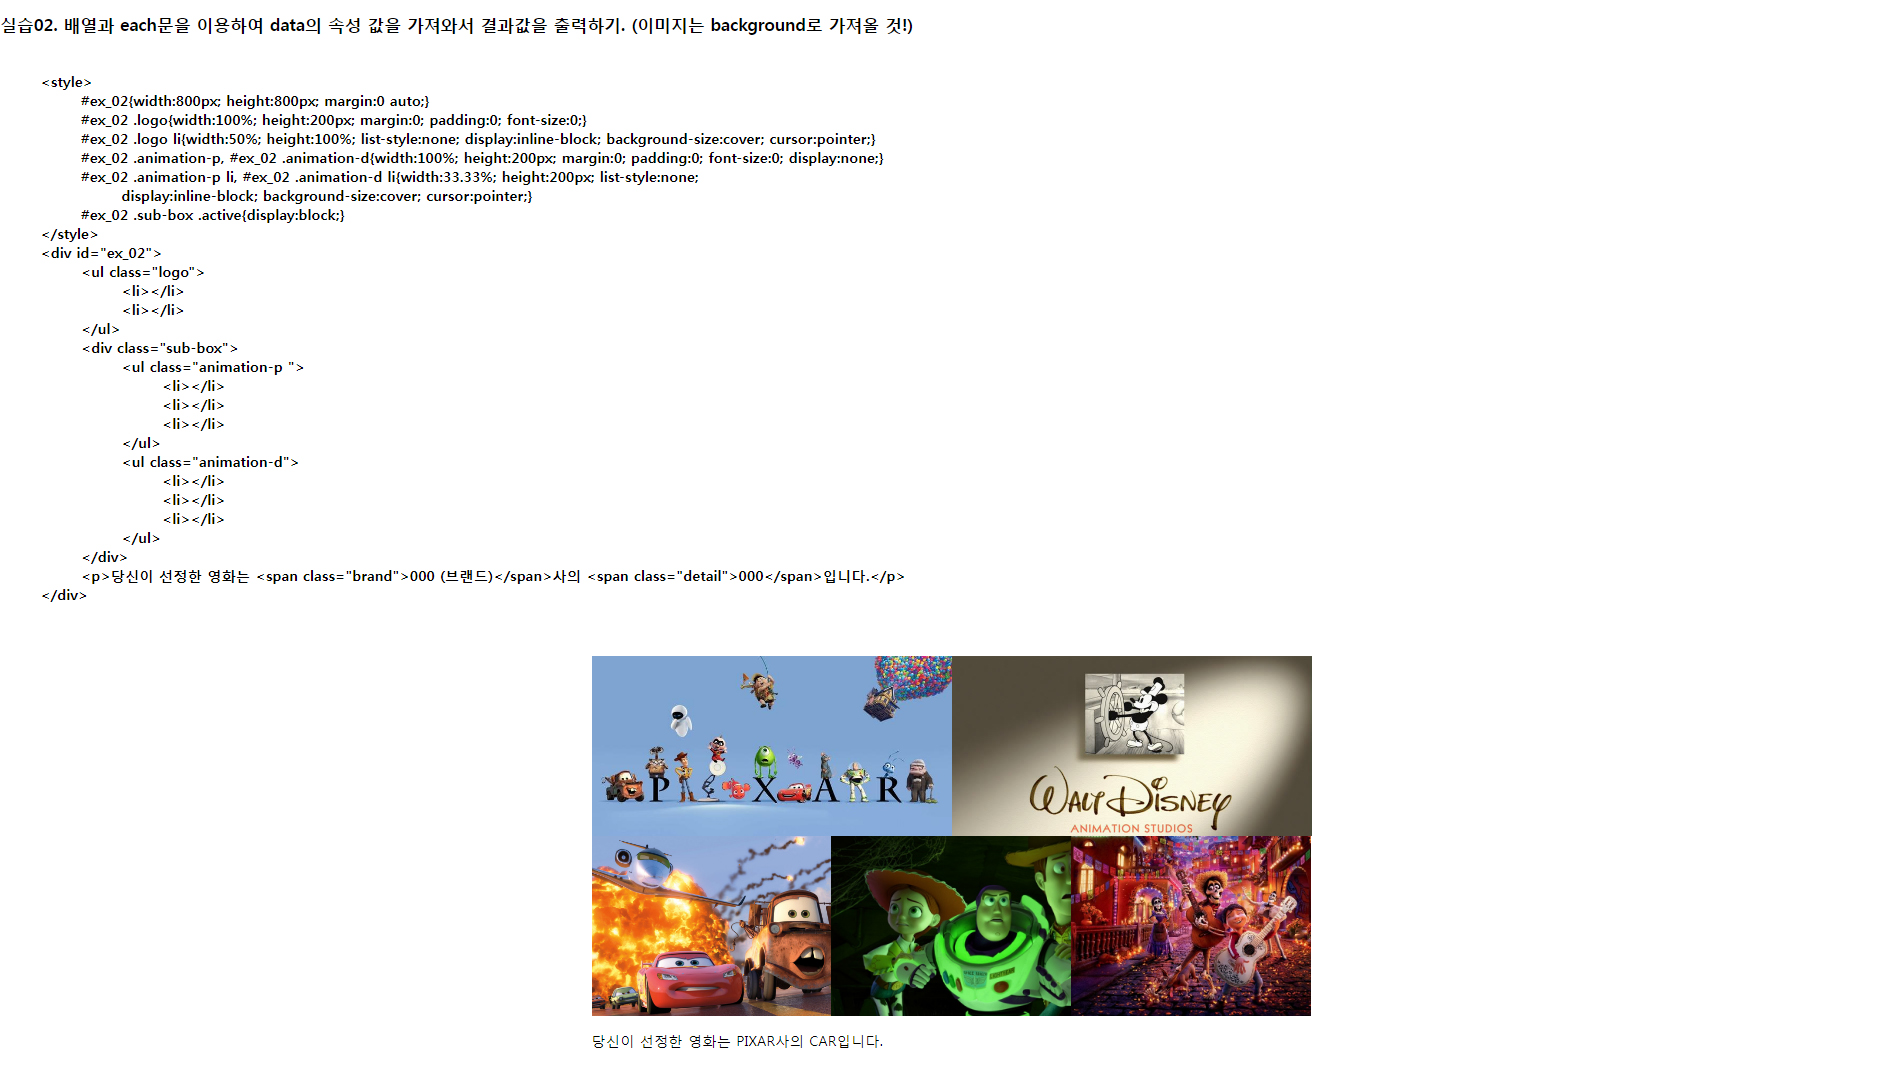 실습02. 배열과 each문을 이용하여 data의 속성 값을 가져와서 결과값을 출력하기. (이미지는 background로 가져올 것!)
<style>
#ex_02{width:800px; height:800px; margin:0 auto;}
#ex_02 .logo{width:100%; height:200px; margin:0; padding:0; font-size:0;}
#ex_02 .logo li{width:50%; height:100%; list-style:none; display:inline-block; background-size:cover; cursor:pointer;}
#ex_02 .animation-p, #ex_02 .animation-d{width:100%; height:200px; margin:0; padding:0; font-size:0; display:none;}
#ex_02 .animation-p li, #ex_02 .animation-d li{width:33.33%; height:200px; list-style:none;
display:inline-block; background-size:cover; cursor:pointer;}
#ex_02 .sub-box .active{display:block;}
</style>
<div id="ex_02">
<ul class="logo">
<li></li>
<li></li>
</ul>
<div class="sub-box">
<ul class="animation-p ">
<li></li>
<li></li>
<li></li>
</ul>
<ul class="animation-d">
<li></li>
<li></li>
<li></li>
</ul>
</div>
<p>당신이 선정한 영화는 <span class="brand">000 (브랜드)</span>사의 <span class="detail">000</span>입니다.</p>
</div>
PIXAR
WALT DISNEY
ANIMATION STUDIOS
당신이 선정한 영화는 PIXAR사의 CAR입니다.